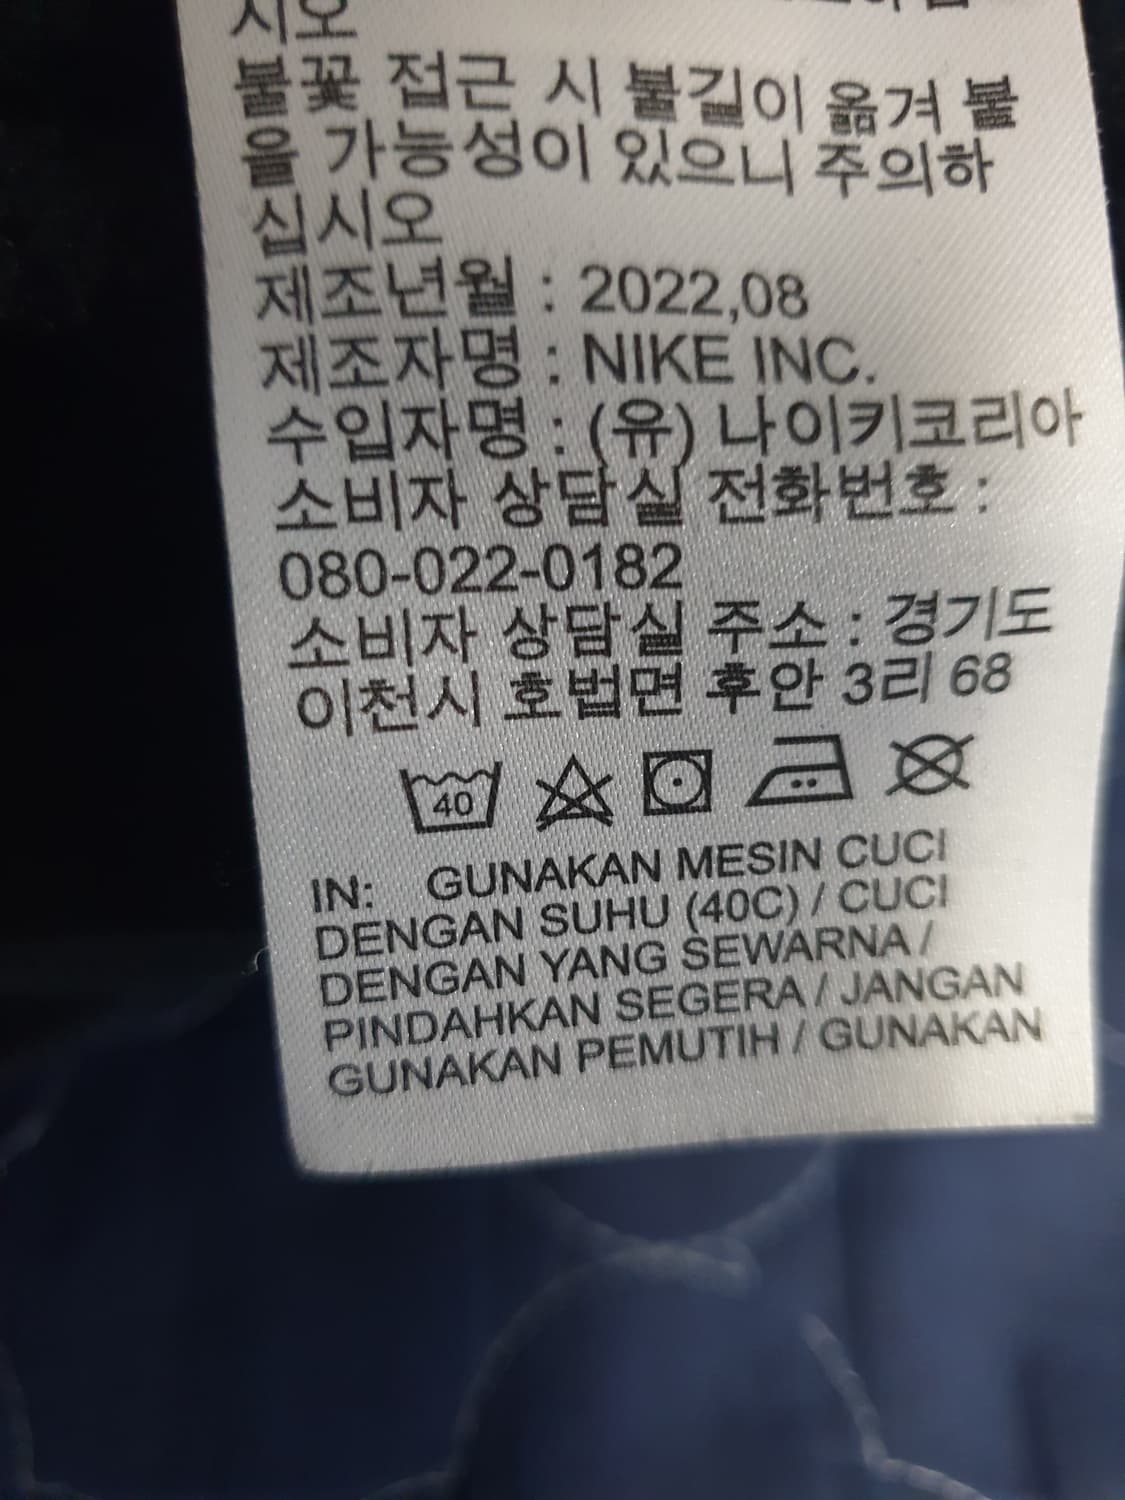 시오
불꽃 접근 시 불길이 옮겨 붙
을 가능성이 있으니 주의하
십시오
제조년월 : 2022,08
제조자명 : NIKE INC.
수입자명 : (유) 나이키코리아
소비자 상담실 전화번호 :
080-022-0182
소비자 상담실 주소 : 경기도
이천시 호법면 후안 3리 68
40
IN: GUNAKAN MESIN CUCI
DENGAN SUHU (40C) / CUCI
DENGAN YANG SEWARNA /
PINDAHKAN SEGERA / JANGAN
GUNAKAN PEMUTIH / GUNAKAN